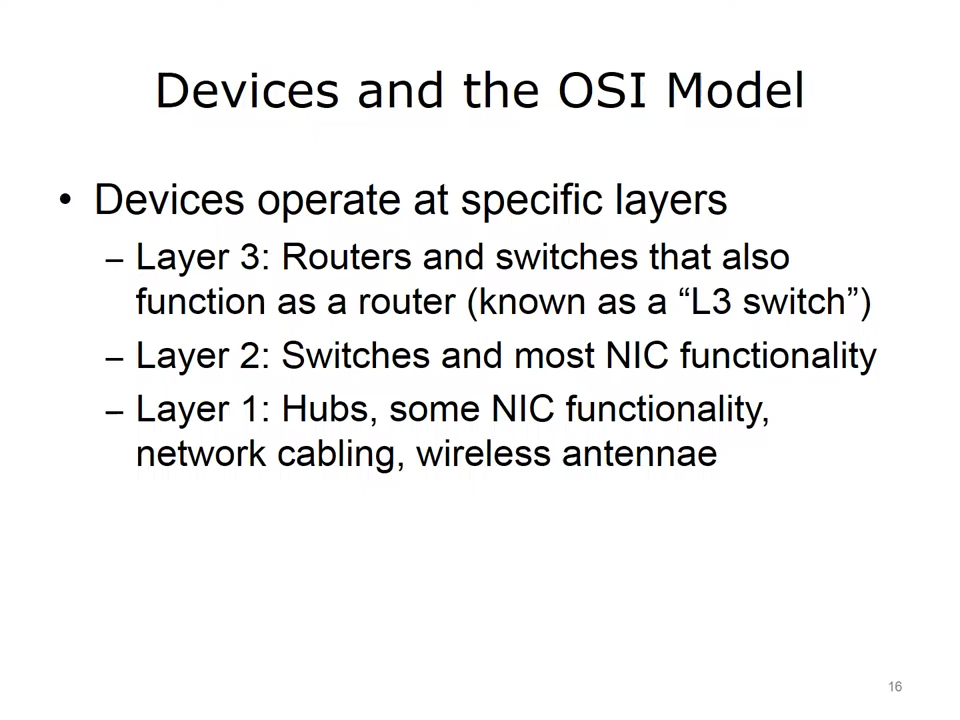 Devices and the OSI Model
• Devices operate at specific layers
– Layer 3: Routers and switches that also
function as a router (known as a “L3 switch”)
– Layer 2: Switches and most NIC functionality
– Layer 1: Hubs, some NIC functionality,
network cabling, wireless antennae
16